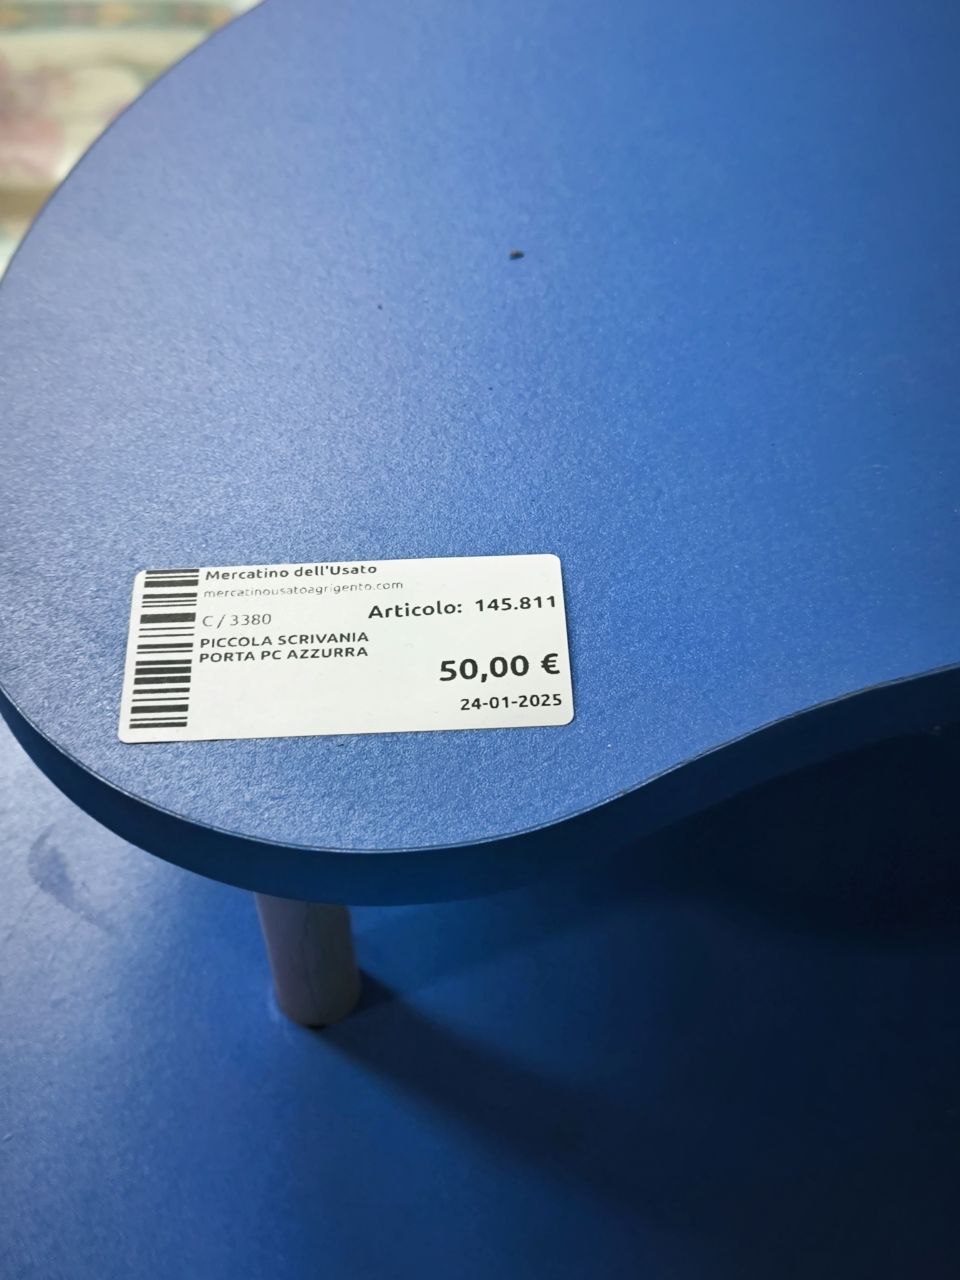 Mercatino dell'Usato
mercatinousatoagrigento.com
C / 3380
Articolo: 145.811
PICCOLA SCRIVANIA
PORTA PC AZZURRA
50,00 €
24-01-2025